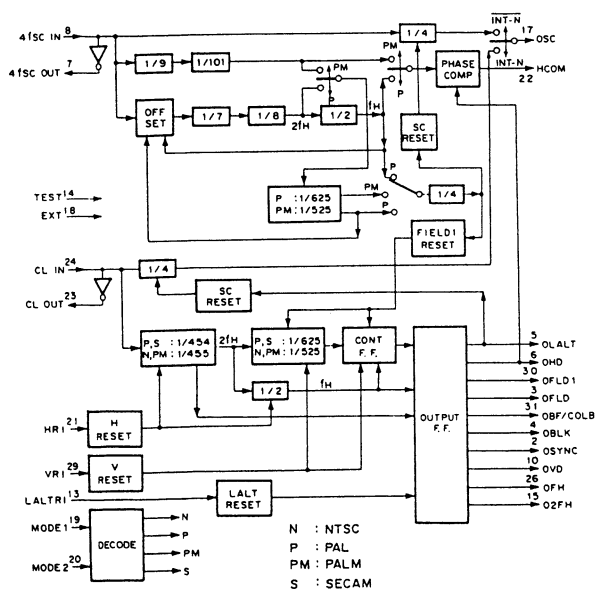 4fSC IN 8
4fSC OUT 7
1/9
1/101
OFF SET
1/7
1/8
2fH
1/2
fH
PM
P
PM
P
1/4
INT-N
17 OSC
INT-N
PHASE COMP
HCOM 22
SC RESET
P
PM
P
1/4
P : 1/625
PM: 1/525
FIELD1 RESET
TEST 14
EXT 18
CL IN 24
CL OUT 23
1/4
SC RESET
P,S : 1/454
N,PM: 1/455
2fH
P,S : 1/625
N,PM: 1/525
CONT F.F.
1/2
fH
OUTPUT F.F.
5 OLALT
6 OHD
30 OFLD1
3 OFLD
31 OBF/COLB
4 OBLK
2 OSYNC
10 OVD
26 OFH
15 O2FH
HRI 21
H RESET
VRI 29
V RESET
LALTRI 13
LALT RESET
MODE1 19
MODE2 20
DECODE
N
P
PM
S
N : NTSC
P : PAL
PM : PALM
S : SECAM